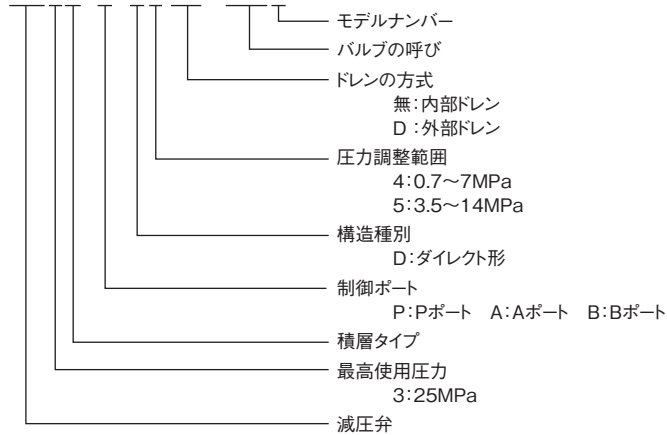 モデルナンバー
バルブの呼び
ドレンの方式
無:内部ドレン
D:外部ドレン
圧力調整範囲
4:0.7~7MPa
5:3.5~14MPa
構造種別
D:ダイレクト形
制御ポート
P:Pポート A:Aポート B:Bポート
積層タイプ
最高使用圧力
3:25MPa
減圧弁